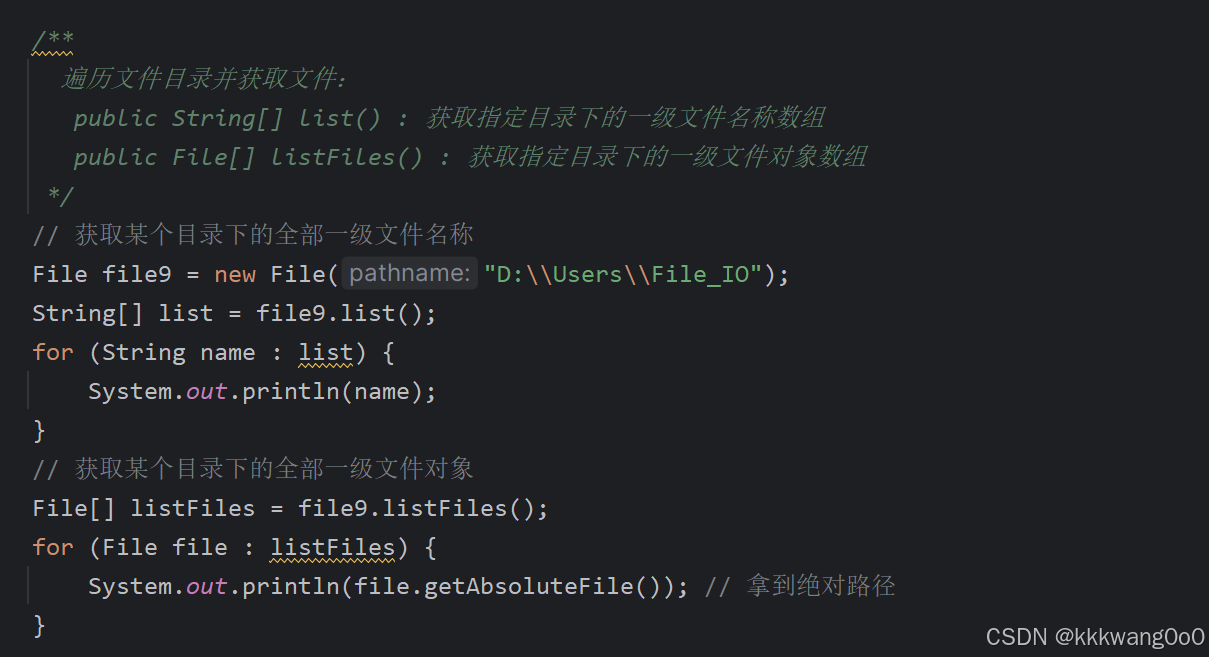 /**
遍历文件目录并获取文件：
public String[] list() : 获取指定目录下的一级文件名称数组
public File[] listFiles() : 获取指定目录下的一级文件对象数组
*/
// 获取某个目录下的全部一级文件名称
File file9 = new File( pathname: "D:\\Users\\File_IO");
String[] list = file9.list();
for (String name : list) {
System.out.println(name);
}
// 获取某个目录下的全部一级文件对象
File[] listFiles = file9.listFiles();
for (File file : listFiles) {
System.out.println(file.getAbsoluteFile()); // 拿到绝对路径
}
CSDN @kkkwang0o0